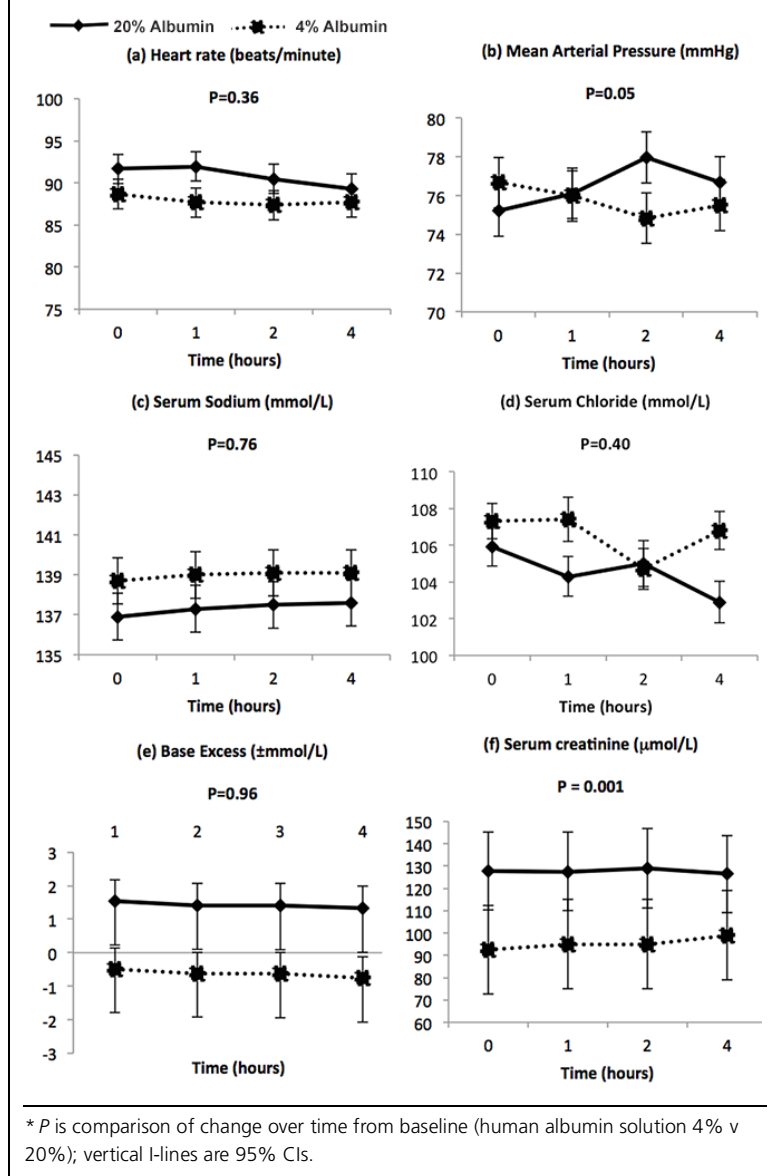 20% Albumin 4% Albumin
(a) Heart rate (beats/minute)
P=0.36
100
95
90
85
80
75
0 1 2 4
Time (hours)
(b) Mean Arterial Pressure (mmHg)
P=0.05
80
78
76
74
72
70
0 1 2 4
Time (hours)
(c) Serum Sodium (mmol/L)
P=0.76
145
143
141
139
137
135
0 1 2 4
Time (hours)
(d) Serum Chloride (mmol/L)
P=0.40
110
108
106
104
102
100
0 1 2 4
Time (hours)
(e) Base Excess (±mmol/L)
P=0.96
1 2 3 4
3
2
1
0
-1
-2
-3
Time (hours)
(f) Serum creatinine (μmol/L)
P = 0.001
150
140
130
120
110
100
90
80
70
60
0 1 2 4
Time (hours)
* P is comparison of change over time from baseline (human albumin solution 4% v
20%); vertical I-lines are 95% CIs.